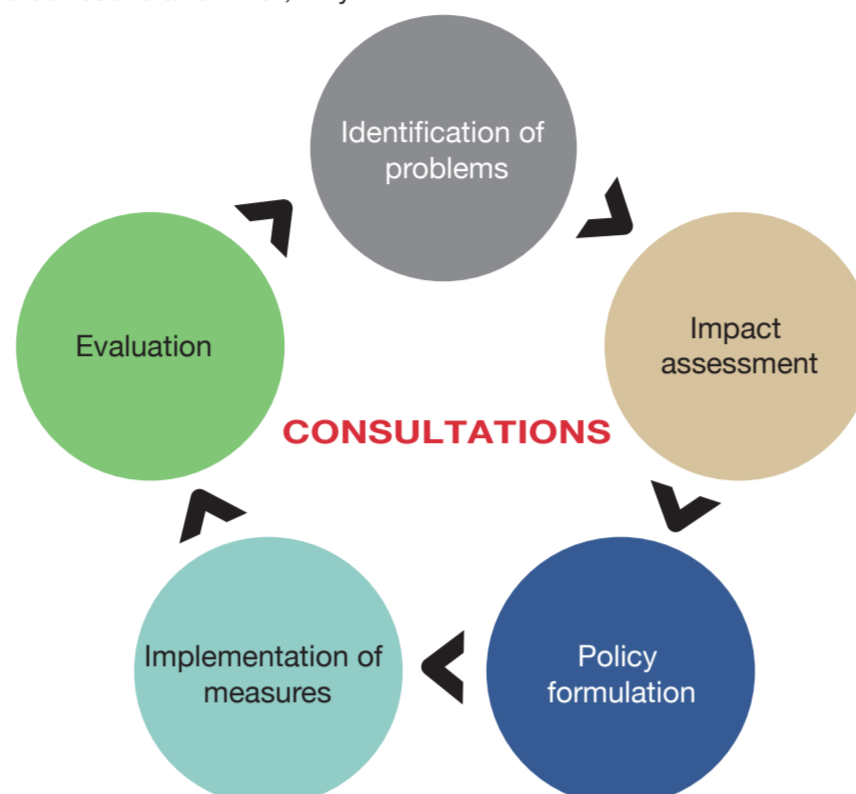 Identification of
problems
Impact
assessment
Evaluation
CONSULTATIONS
Policy
formulation
Implementation of
measures